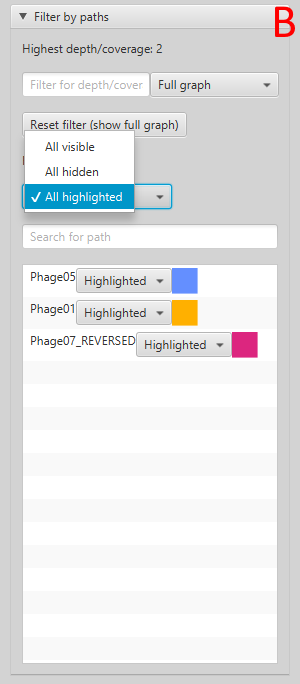 Filter by paths
B
Highest depth/coverage: 2
Filter for depth/cover Full graph
Reset filter (show full graph)
All visible
All hidden
✓ All highlighted
Search for path
Phage05 Highlighted
Phage01 Highlighted
Phage07_REVERSED Highlighted